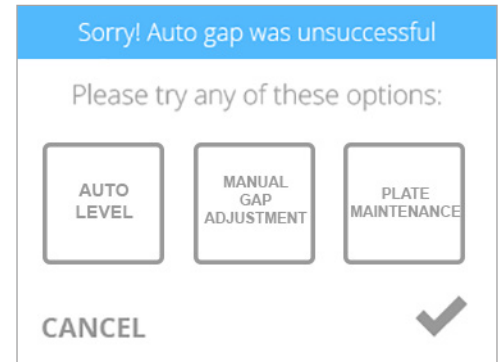 Sorry! Auto gap was unsuccessful
Please try any of these options:
AUTO
LEVEL
MANUAL
GAP
ADJUSTMENT
PLATE
MAINTENANCE
CANCEL